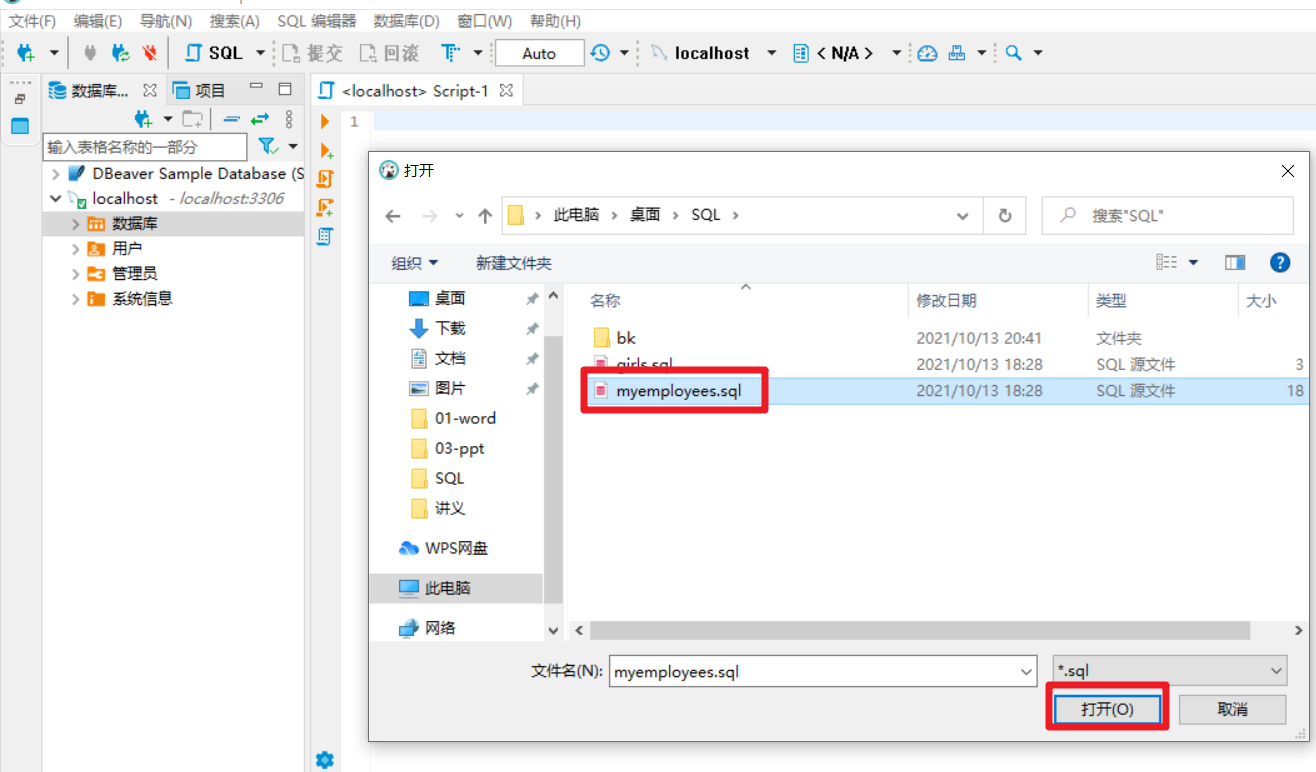 文件(F) 编辑(E) 导航(N) 搜索(A) SQL 编辑器 数据库(D) 窗口(W) 帮助(H)
SQL 提交 回滚 T Auto localhost < N/A >
数据库... 项目 <localhost> Script-1
1
输入表格名称的一部分
DBeaver Sample Database (S
localhost - localhost:3306
数据库
用户
管理员
系统信息
打开
此电脑 桌面 SQL 搜索"SQL"
组织 新建文件夹
名称 修改日期 类型 大小
bk 2021/10/13 20:41 文件夹
girls.sql 2021/10/13 18:28 SQL 源文件 3
myemployees.sql 2021/10/13 18:28 SQL 源文件 18
桌面
下载
文档
图片
01-word
03-ppt
SQL
讲义
WPS网盘
此电脑
网络
文件名(N): myemployees.sql *.sql
打开(O) 取消